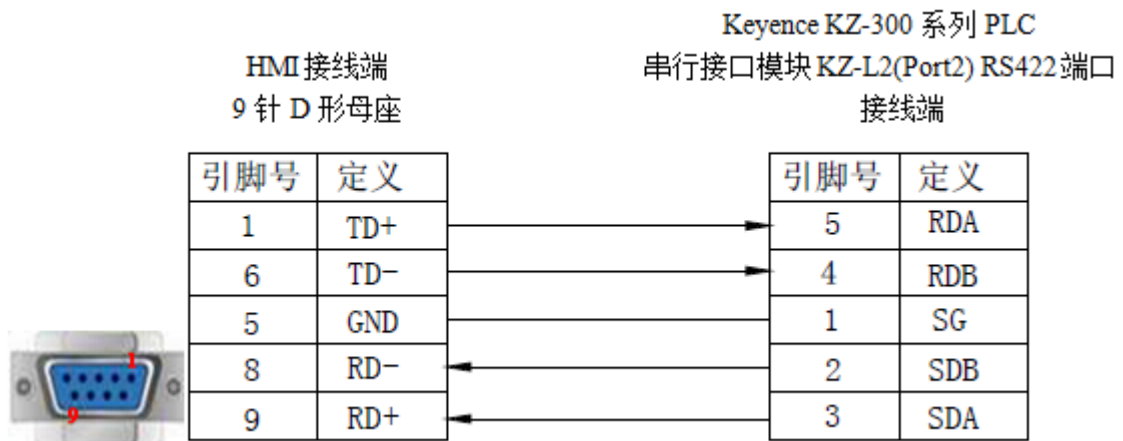 Keyence KZ-300 系列 PLC
HMI接线端
串行接口模块 KZ-L2(Port2) RS422端口
9 针 D 形母座
接线端
引脚号 定义 引脚号 定义
1 TD+ 5 RDA
6 TD- 4 RDB
5 GND 1 SG
8 RD- 2 SDB
9 RD+ 3 SDA
1
9